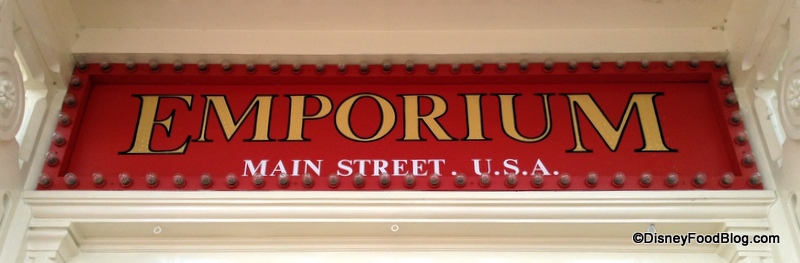 EMPORIUM
MAIN STREET. U.S.A.
©DisneyFoodBlog.com